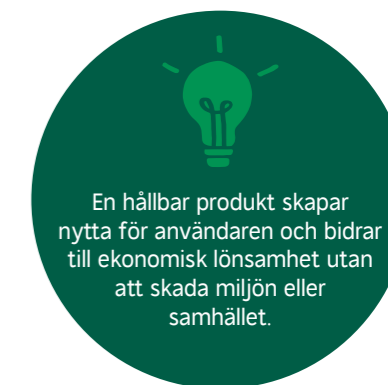 En hållbar produkt skapar
nytta för användaren och bidrar
till ekonomisk lönsamhet utan
att skada miljön eller
samhället.